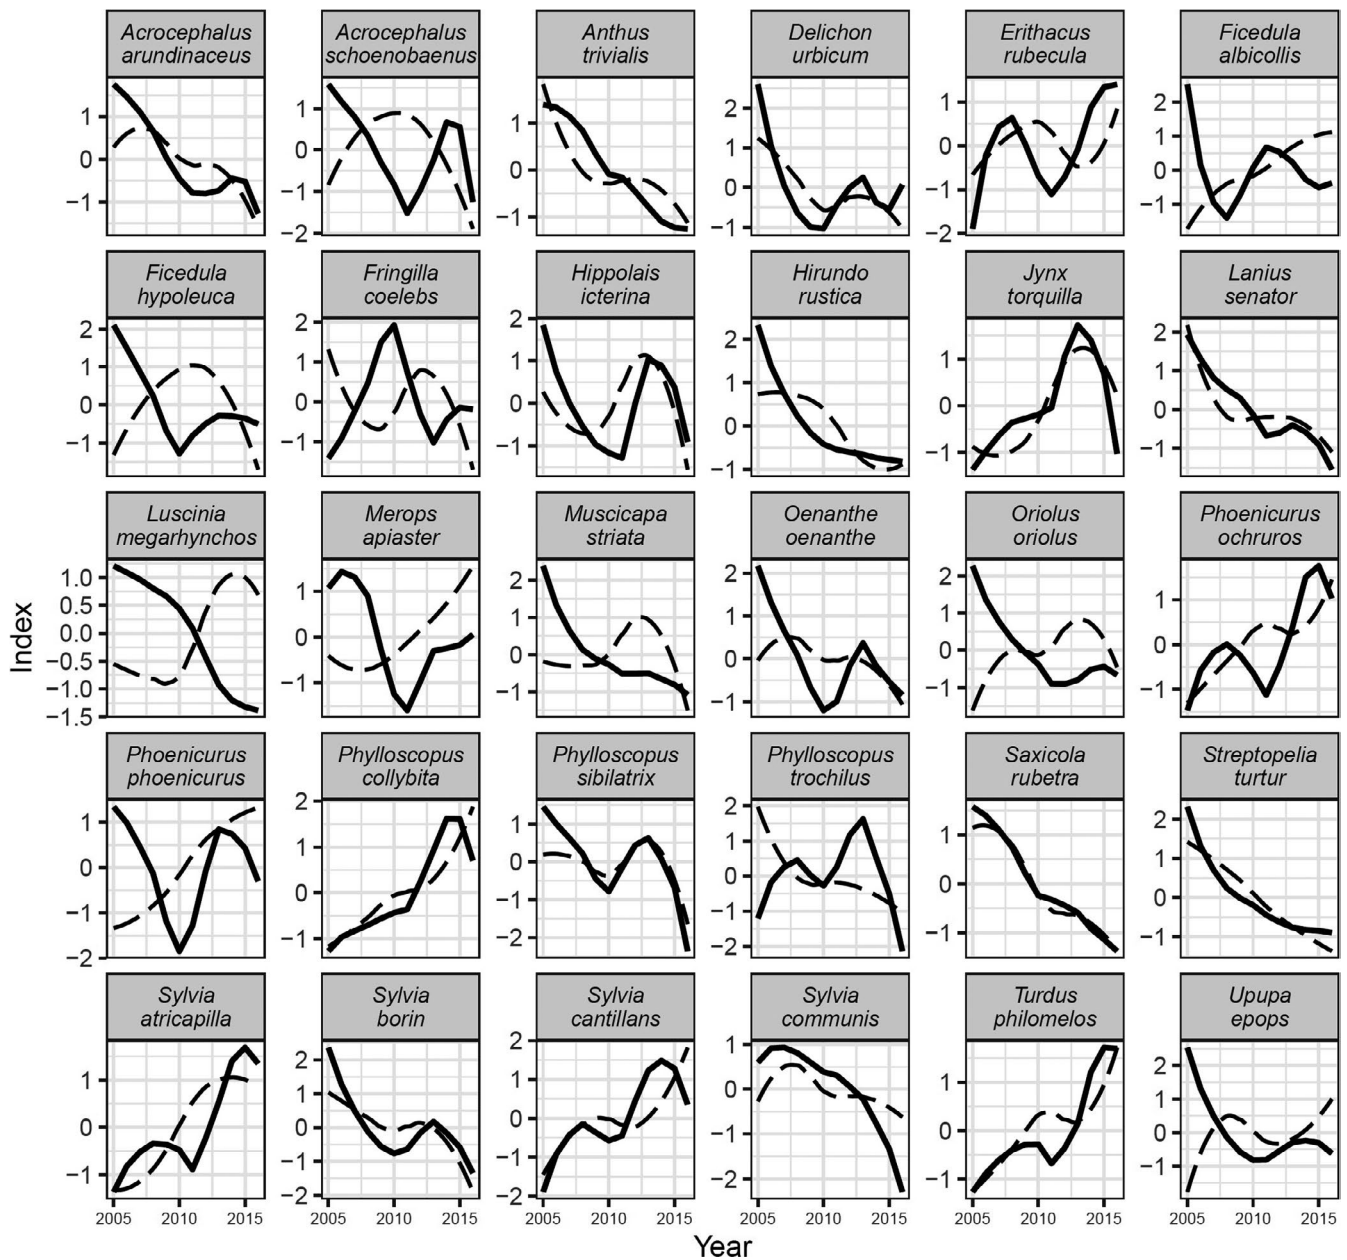 Acrocephalus
arundinaceus
Acrocephalus
schoenobaenus
Anthus
trivialis
Delichon
urbicum
Erithacus
rubecula
Ficedula
albicollis
1
0
−1
1
0
−1
−2
1
0
−1
2
1
0
−1
1
0
−1
−2
2
1
0
−1
Ficedula
hypoleuca
Fringilla
coelebs
Hippolais
icterina
Hirundo
rustica
Jynx
torquilla
Lanius
senator
2
1
0
−1
2
1
0
−1
2
1
0
−1
2
1
0
−1
1
0
−1
2
1
0
−1
Luscinia
megarhynchos
Merops
apiaster
Muscicapa
striata
Oenanthe
oenanthe
Oriolus
oriolus
Phoenicurus
ochruros
1.0
0.5
0.0
−0.5
−1.0
−1.5
1
0
−1
2
1
0
−1
2
1
0
−1
2
1
0
−1
1
0
−1
Index
Phoenicurus
phoenicurus
Phylloscopus
collybita
Phylloscopus
sibilatrix
Phylloscopus
trochilus
Saxicola
rubetra
Streptopelia
turtur
1
0
−1
−2
2
1
0
−1
1
0
−1
−2
2
1
0
−1
−2
1
0
−1
2
1
0
−1
Sylvia
atricapilla
Sylvia
borin
Sylvia
cantillans
Sylvia
communis
Turdus
philomelos
Upupa
epops
1
0
−1
2
1
0
−1
−2
2
1
0
−1
−2
1
0
−1
−2
1
0
−1
2
1
0
−1
2005 2010 2015
2005 2010 2015
2005 2010 2015
2005 2010 2015
2005 2010 2015
2005 2010 2015
Year